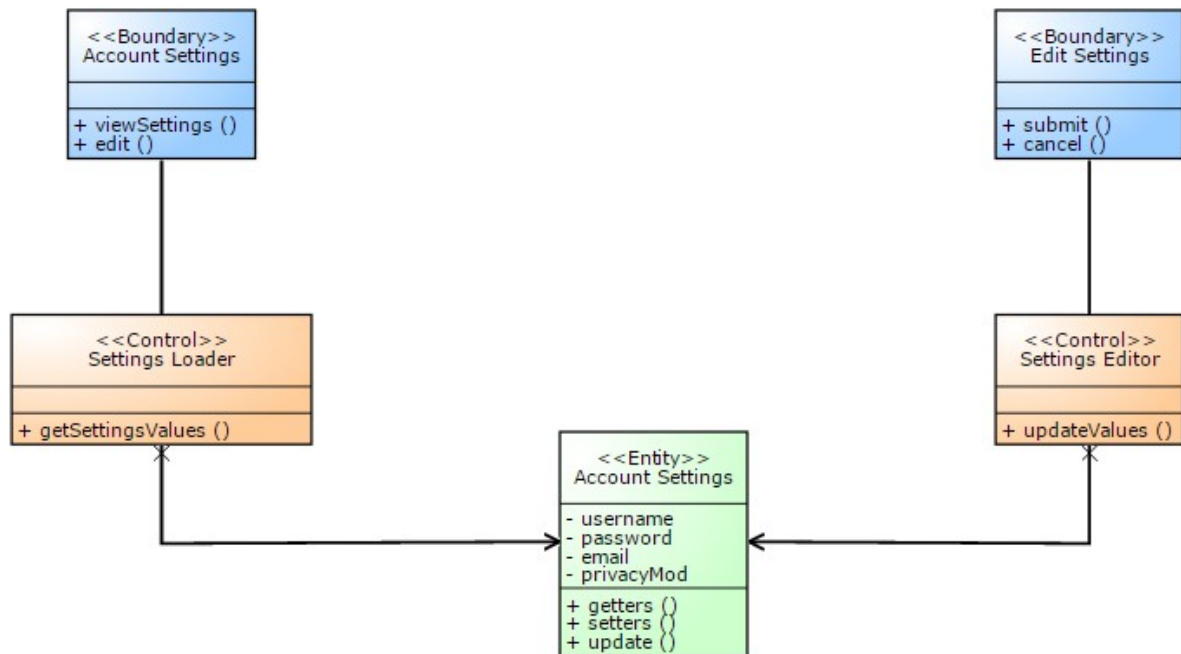 <<Boundary>>
Account Settings
+ viewSettings ()
+ edit ()
<<Boundary>>
Edit Settings
+ submit ()
+ cancel ()
<<Control>>
Settings Loader
+ getSettingsValues ()
<<Control>>
Settings Editor
+ updateValues ()
<<Entity>>
Account Settings
- username
- password
- email
- privacyMod
+ getters ()
+ setters ()
+ update ()